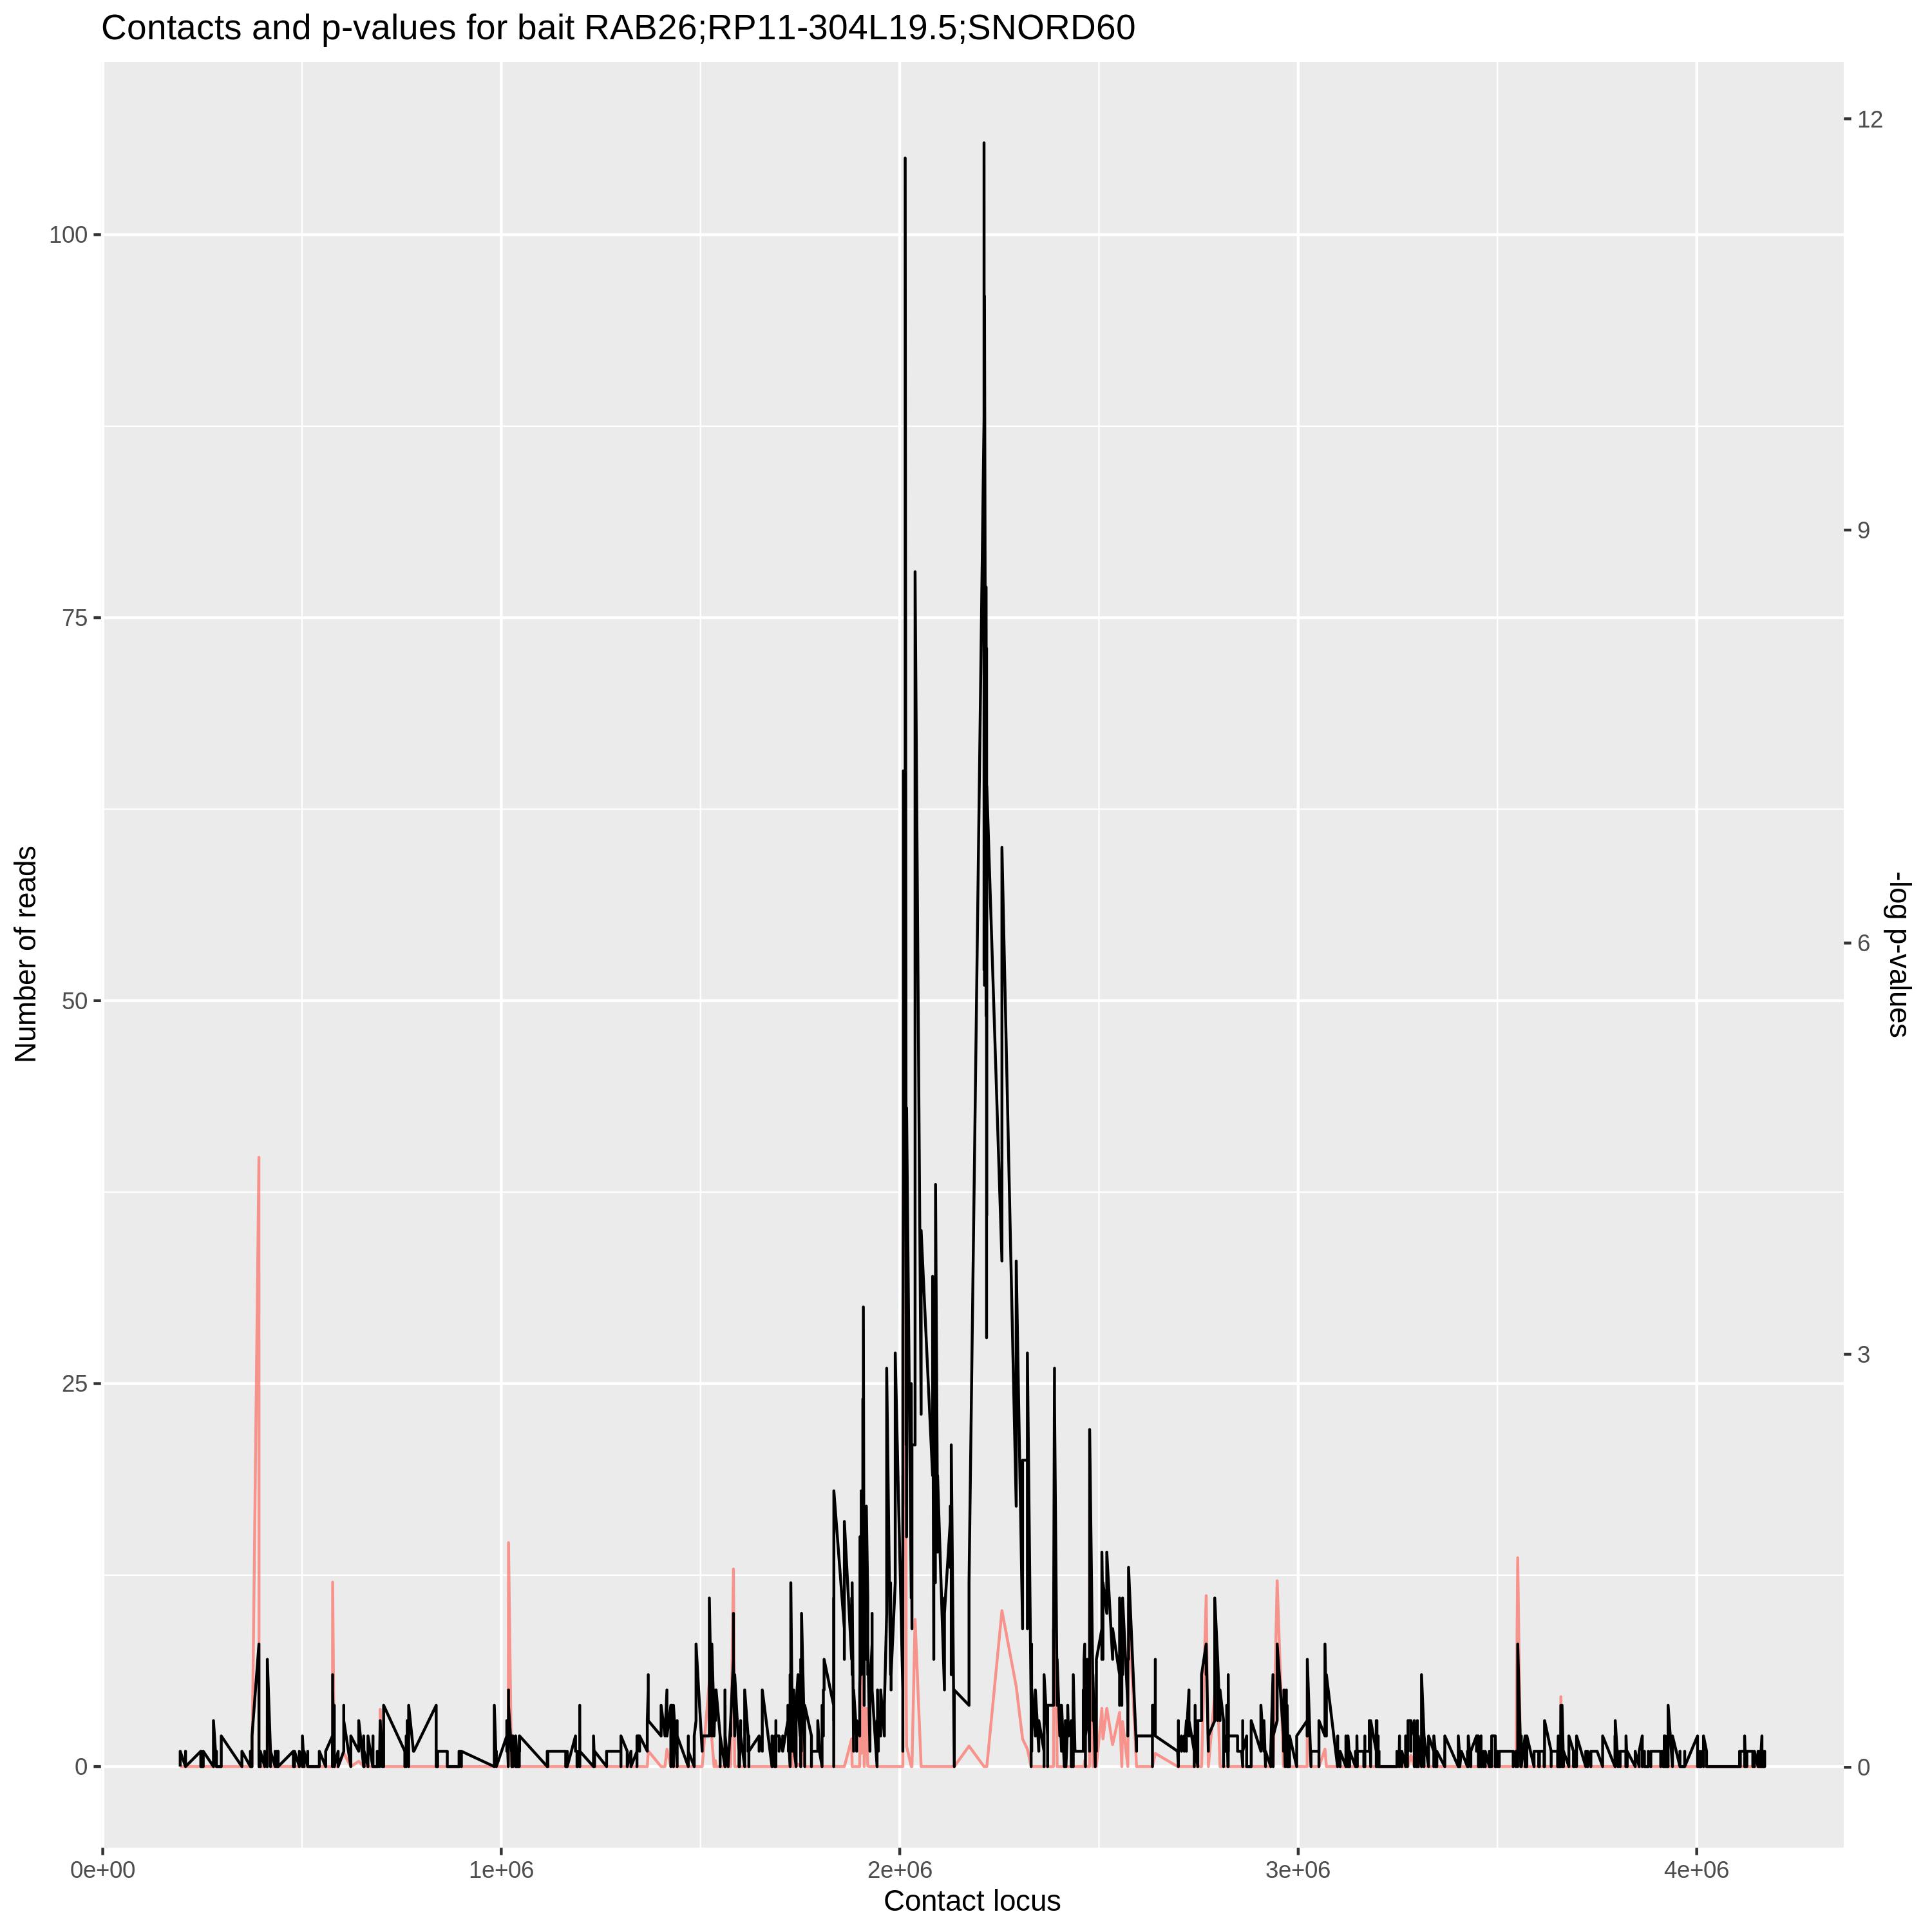 Contacts and p-values for bait RAB26;RP11-304L19.5;SNORD60
12
100
9
75
Number of reads
6
-log p-values
50
3
25
0
0
0e+00
1e+06
2e+06
3e+06
4e+06
Contact locus